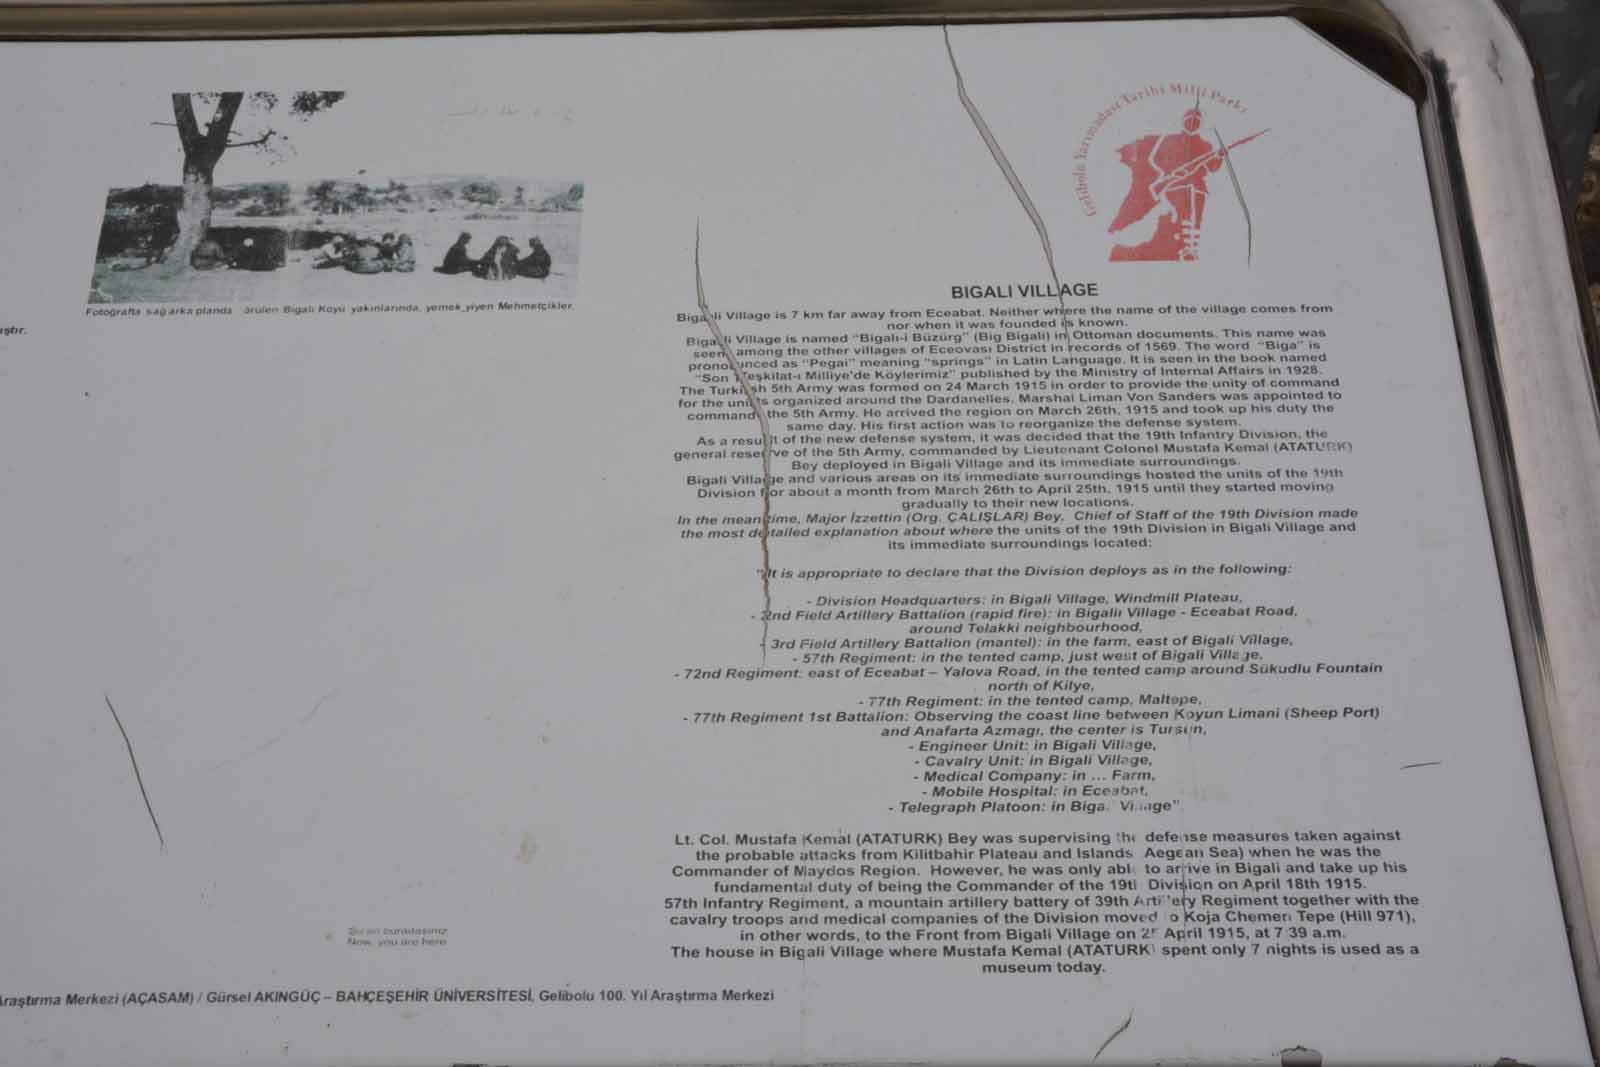 Gelibolu Yarımadası Tarihi Milli Parkı
Fotoğrafta sağ arka planda örülen Bigalı Köyü yakınlarında, yemek yiyen Mehmetçikler.
ıştır.
BIGALI VILLAGE
Bigali Village is 7 km far away from Eceabat. Neither where the name of the village comes from
nor when it was founded is known.
Bigali Village is named "Bigalı-i Büzürg" (Big Bigali) in Ottoman documents. This name was
seen among the other villages of Eceovası District in records of 1569. The word "Biga" is
pronounced as "Pegai" meaning "springs" in Latin Language. It is seen in the book named
"Son Teşkilat-ı Milliye'de Köylerimiz" published by the Ministry of Internal Affairs in 1928.
The Turkish 5th Army was formed on 24 March 1915 in order to provide the unity of command
for the units organized around the Dardanelles. Marshal Liman Von Sanders was appointed to
command the 5th Army. He arrived the region on March 26th, 1915 and took up his duty the
same day. His first action was to reorganize the defense system.
As a result of the new defense system, it was decided that the 19th Infantry Division, the
general reserve of the 5th Army, commanded by Lieutenant Colonel Mustafa Kemal (ATATURK)
Bey deployed in Bigali Village and its immediate surroundings.
Bigali Village and various areas on its immediate surroundings hosted the units of the 19th
Division for about a month from March 26th to April 25th, 1915 until they started moving
gradually to their new locations.
In the meantime, Major İzzettin (Org. ÇALIŞLAR) Bey. Chief of Staff of the 19th Division made
the most detailed explanation about where the units of the 19th Division in Bigali Village and
its immediate surroundings located:
"It is appropriate to declare that the Division deploys as in the following:
- Division Headquarters: in Bigali Village, Windmill Plateau,
- 2nd Field Artillery Battalion (rapid fire): in Bigalıı Village - Eceabat Road,
around Telakki neighbourhood,
- 3rd Field Artillery Battalion (mantel): in the farm, east of Bigali Village,
- 57th Regiment: in the tented camp, just west of Bigali Village,
- 72nd Regiment: east of Eceabat – Yalova Road, in the tented camp around Sükudlu Fountain
north of Kilye,
- 77th Regiment: in the tented camp, Maltepe,
- 77th Regiment 1st Battalion: Observing the coast line between Koyun Limani (Sheep Port)
and Anafarta Azmagı, the center is Tursun,
- Engineer Unit: in Bigali Village,
- Cavalry Unit: in Bigali Village,
- Medical Company: in ... Farm,
- Mobile Hospital: in Eceabat,
- Telegraph Platoon: in Bigali Village"
Lt. Col. Mustafa Kemal (ATATURK) Bey was supervising the defense measures taken against
the probable attacks from Kilitbahir Plateau and Islands Aegean Sea) when he was the
Commander of Maydos Region. However, he was only able to arrive in Bigali and take up his
fundamental duty of being the Commander of the 19th Division on April 18th 1915.
57th Infantry Regiment, a mountain artillery battery of 39th Artillery Regiment together with the
cavalry troops and medical companies of the Division moved to Koja Chemen Tepe (Hill 971),
in other words, to the Front from Bigali Village on 25 April 1915, at 7 39 a.m.
The house in Bigali Village where Mustafa Kemal (ATATURK) spent only 7 nights is used as a
museum today.
Şu an buradasınız
Now, you are here
Araştırma Merkezi (AÇASAM) / Gürsel AKINGÜÇ – BAHÇEŞEHİR ÜNİVERSİTESİ, Gelibolu 100. Yıl Araştırma Merkezi